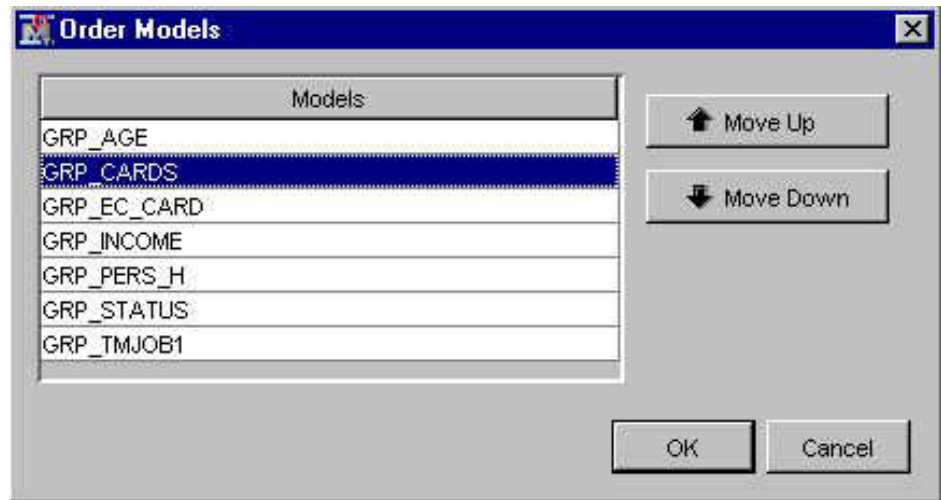 Order Models
Models
GRP_AGE
GRP_CARDS
GRP_EC_CARD
GRP_INCOME
GRP_PERS_H
GRP_STATUS
GRP_TMJOB1
Move Up
Move Down
OK
Cancel